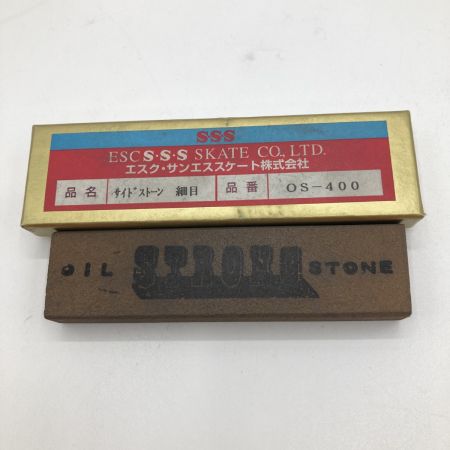 SSS
ESC S·S·S SKATE CO., LTD.
エスク・サンエススケート株式会社
品名 サイドストーン 細目 品番 OS-400
OIL STRONG STONE